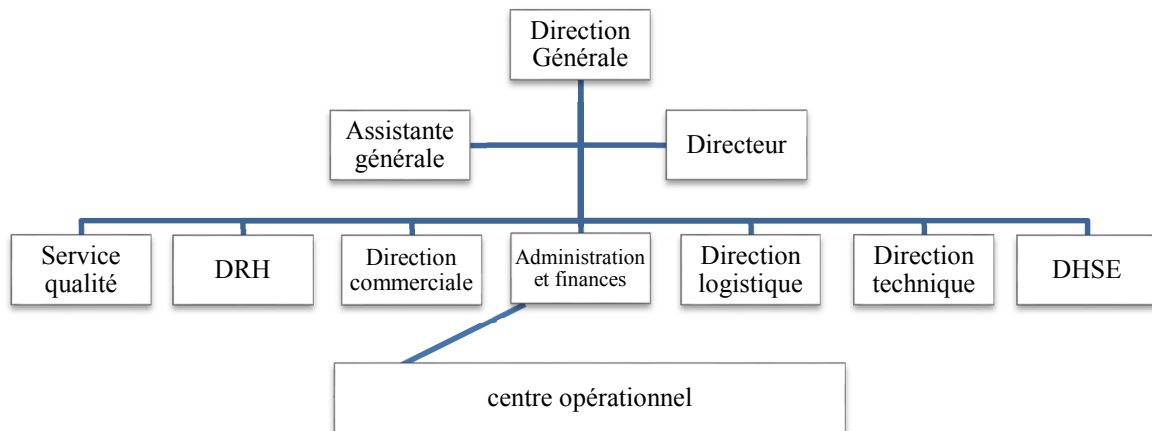 Direction
Générale
Assistante
générale
Directeur
Service
qualité
DRH
Direction
commerciale
Administration
et finances
Direction
logistique
Direction
technique
DHSE
centre opérationnel